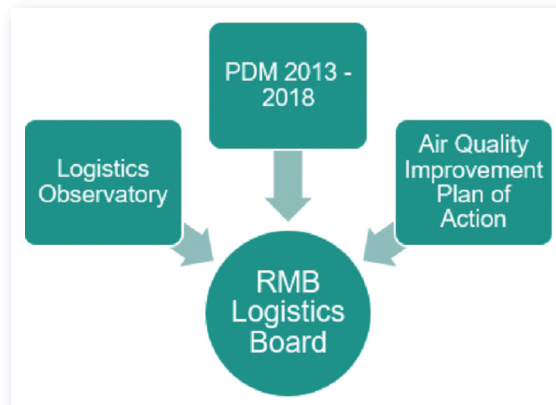 PDM 2013 -
2018
Logistics
Observatory
Air Quality
Improvement
Plan of
Action
RMB
Logistics
Board